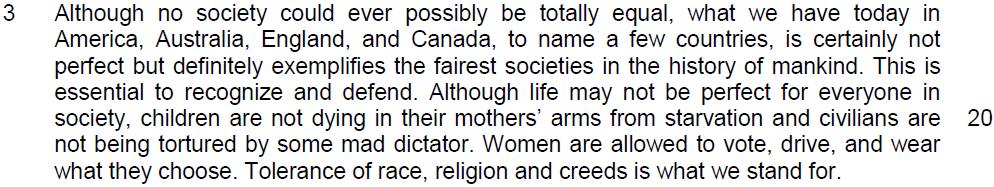 3 Although no society could ever possibly be totally equal, what we have today in
America, Australia, England, and Canada, to name a few countries, is certainly not
perfect but definitely exemplifies the fairest societies in the history of mankind. This is
essential to recognize and defend. Although life may not be perfect for everyone in
society, children are not dying in their mothers’ arms from starvation and civilians are 20
not being tortured by some mad dictator. Women are allowed to vote, drive, and wear
what they choose. Tolerance of race, religion and creeds is what we stand for.